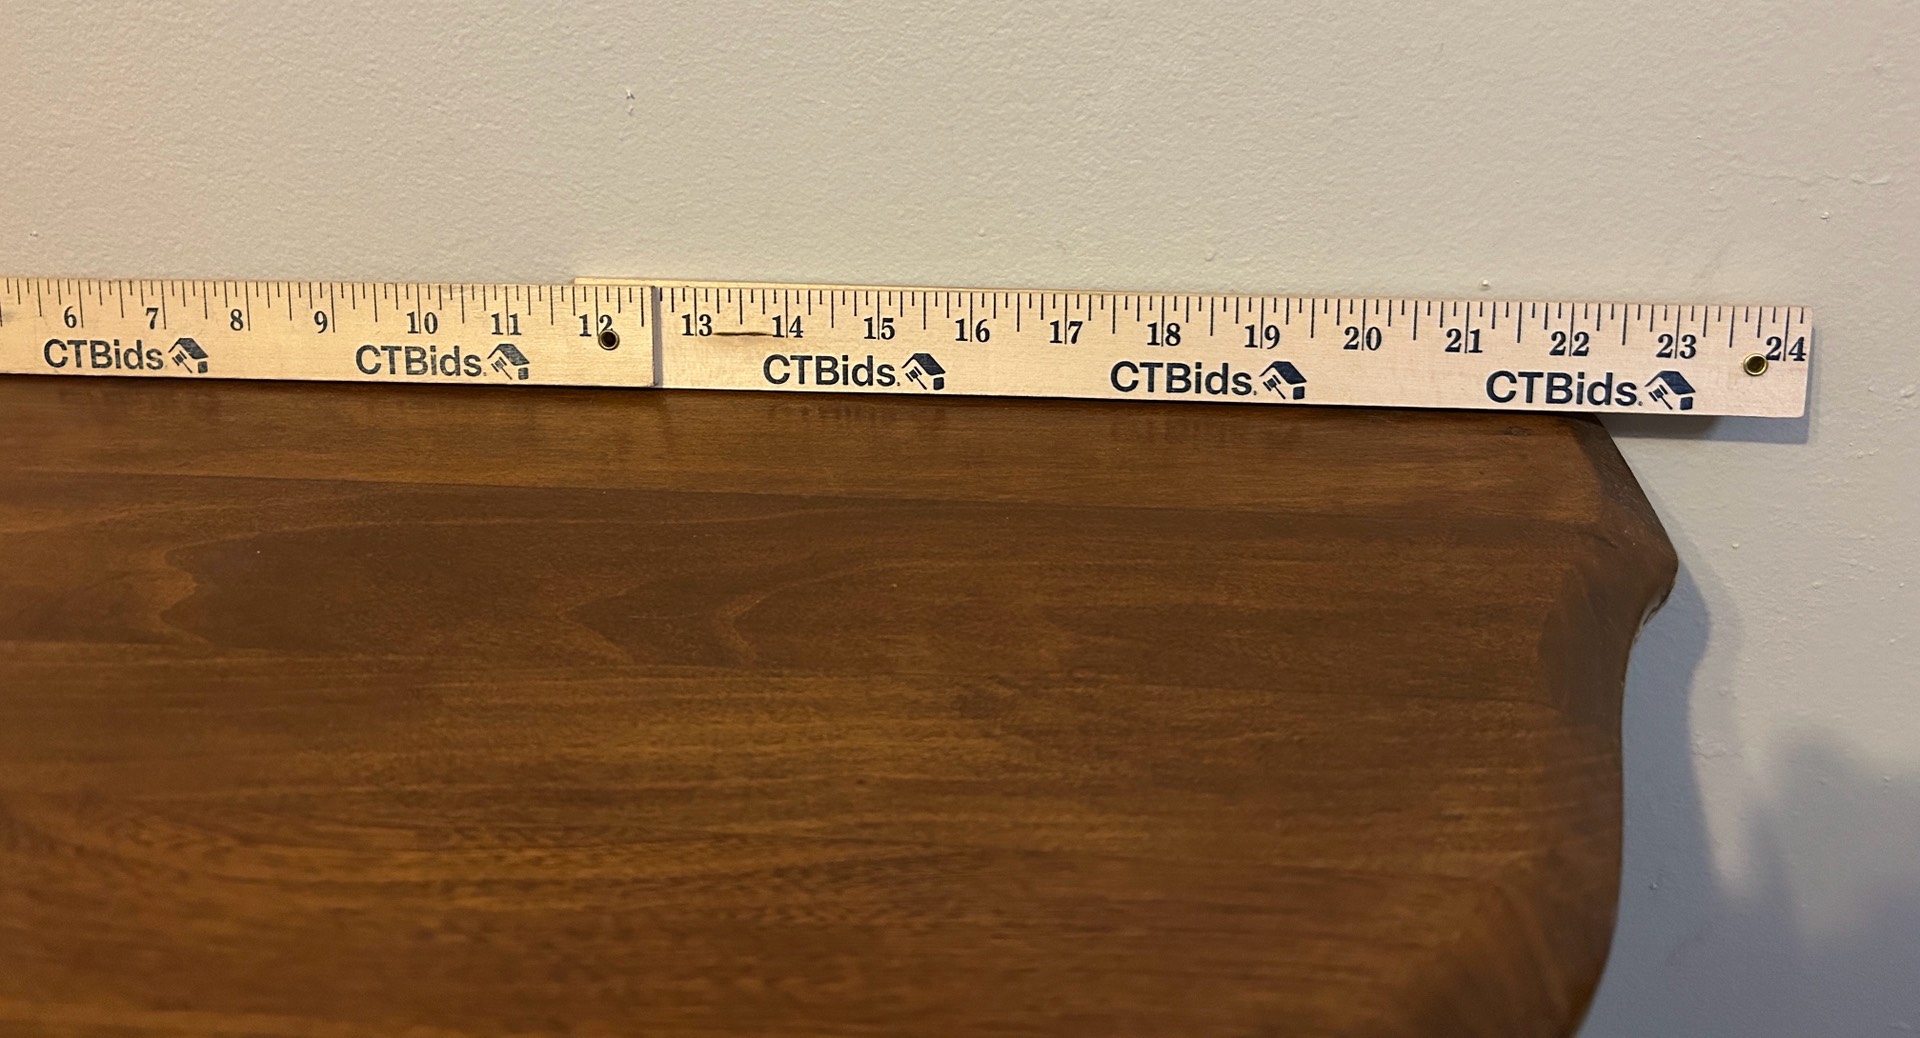 6 7 8 9 10 11 12 13 14 15 16 17 18 19 20 21 22 23 24
CTBids. CTBids. CTBids. CTBids. CTBids.